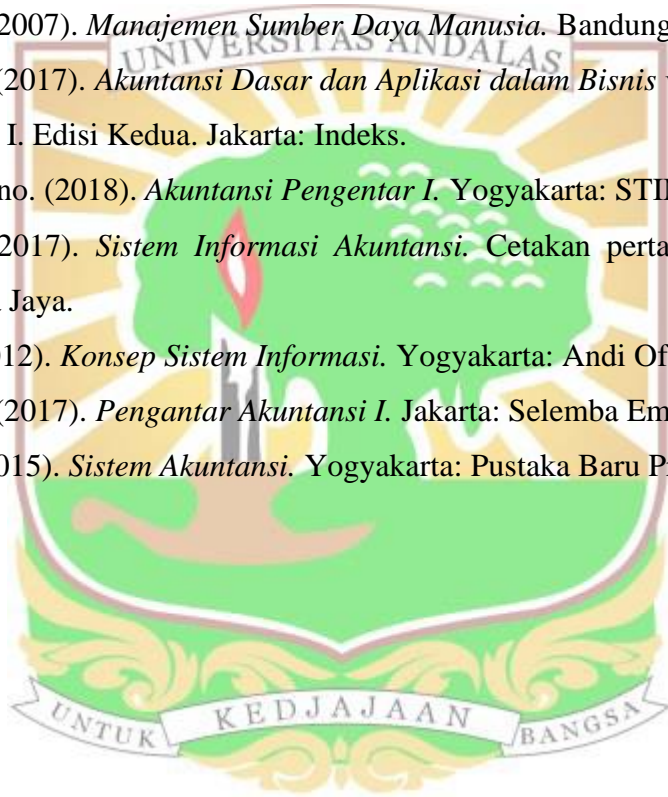 2007). Manajemen Sumber Daya Manusia. Bandung
UNIVERSITAS ANDALAS
(2017). Akuntansi Dasar dan Aplikasi dalam Bisnis
I. Edisi Kedua. Jakarta: Indeks.
no. (2018). Akuntansi Pengentar I. Yogyakarta: STI
2017). Sistem Informasi Akuntansi. Cetakan perta
Jaya.
012). Konsep Sistem Informasi. Yogyakarta: Andi Of
(2017). Pengantar Akuntansi I. Jakarta: Selemba Em
015). Sistem Akuntansi. Yogyakarta: Pustaka Baru P
UNTUK KEDJAJAAN BANGSA